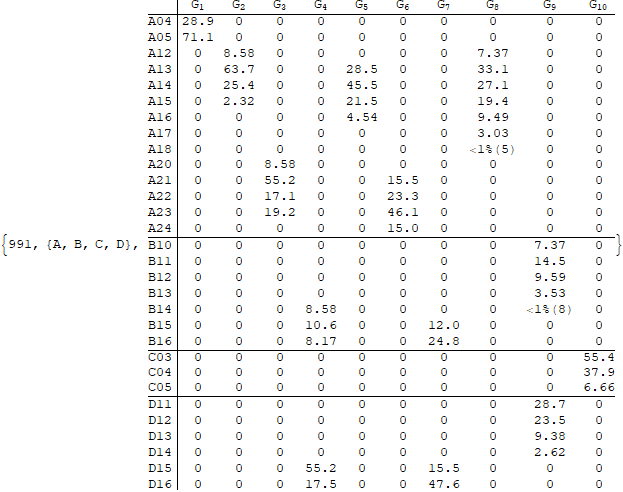 G₁ G₂ G₃ G₄ G₅ G₆ G₇ G₈ G₉ G₁₀
A04 28.9 0 0 0 0 0 0 0 0 0
A05 71.1 0 0 0 0 0 0 0 0 0
A12 0 8.58 0 0 0 0 0 7.37 0 0
A13 0 63.7 0 0 28.5 0 0 33.1 0 0
A14 0 25.4 0 0 45.5 0 0 27.1 0 0
A15 0 2.32 0 0 21.5 0 0 19.4 0 0
A16 0 0 0 0 4.54 0 0 9.49 0 0
A17 0 0 0 0 0 0 0 3.03 0 0
A18 0 0 0 0 0 0 0 <1%(5) 0 0
A20 0 0 8.58 0 0 0 0 0 0 0
A21 0 0 55.2 0 0 15.5 0 0 0 0
A22 0 0 17.1 0 0 23.3 0 0 0 0
A23 0 0 19.2 0 0 46.1 0 0 0 0
A24 0 0 0 0 0 15.0 0 0 0 0
{991, {A, B, C, D}, B10 0 0 0 0 0 0 0 0 7.37 0 }
B11 0 0 0 0 0 0 0 0 14.5 0
B12 0 0 0 0 0 0 0 0 9.59 0
B13 0 0 0 0 0 0 0 0 3.53 0
B14 0 0 0 8.58 0 0 0 0 <1%(8) 0
B15 0 0 0 10.6 0 0 12.0 0 0 0
B16 0 0 0 8.17 0 0 24.8 0 0 0
C03 0 0 0 0 0 0 0 0 0 55.4
C04 0 0 0 0 0 0 0 0 0 37.9
C05 0 0 0 0 0 0 0 0 0 6.66
D11 0 0 0 0 0 0 0 0 28.7 0
D12 0 0 0 0 0 0 0 0 23.5 0
D13 0 0 0 0 0 0 0 0 9.38 0
D14 0 0 0 0 0 0 0 0 2.62 0
D15 0 0 0 55.2 0 0 15.5 0 0 0
D16 0 0 0 17.5 0 0 47.6 0 0 0